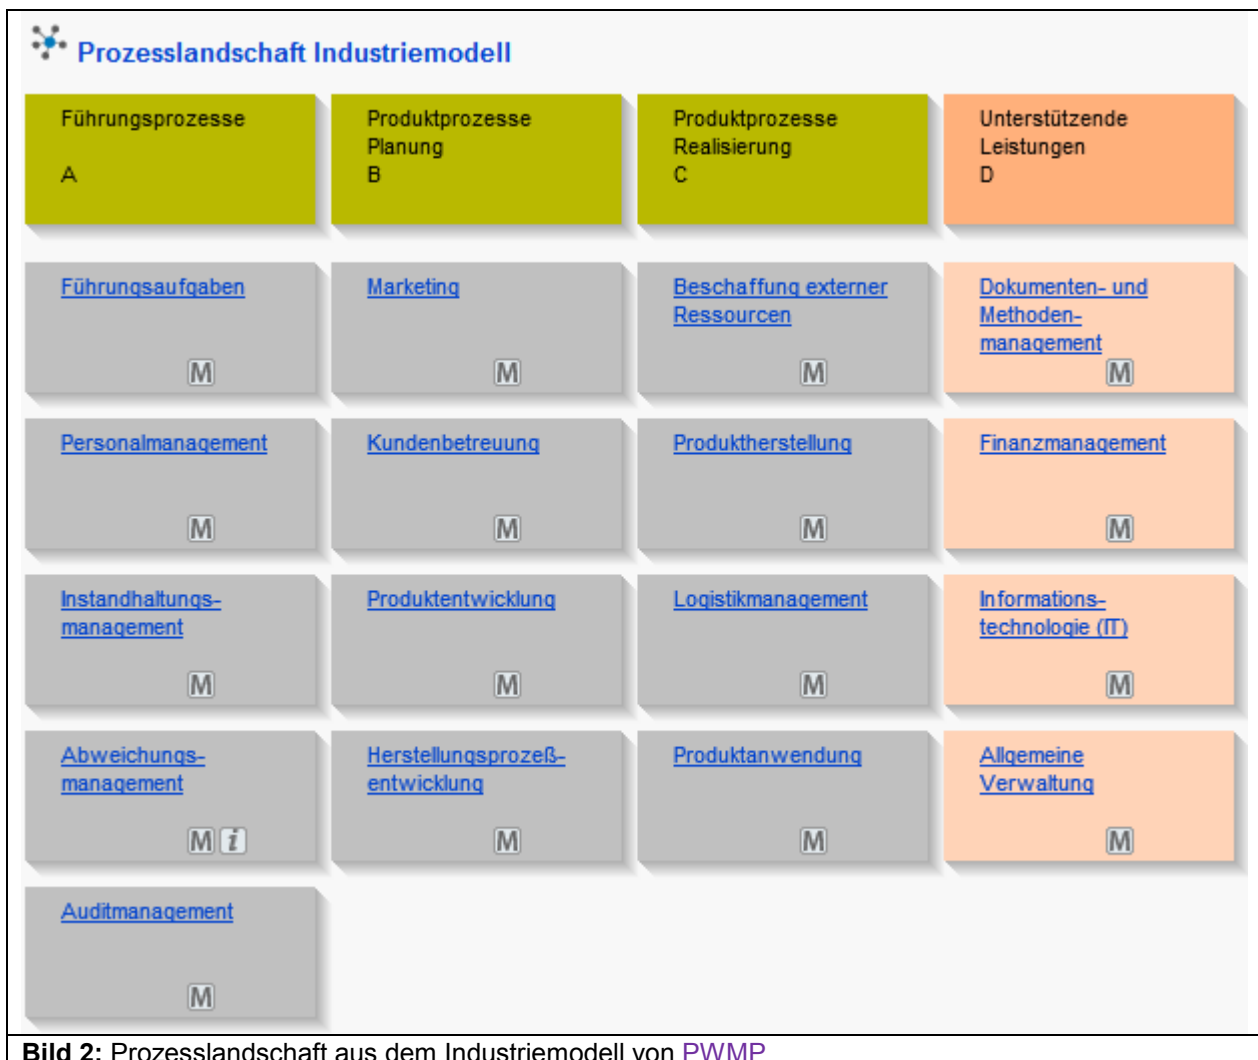 Prozesslandschaft Industriemodell
Führungsprozesse
A
Produktprozesse
Planung
B
Produktprozesse
Realisierung
C
Unterstützende
Leistungen
D
Führungsaufgaben
M
Marketing
M
Beschaffung externer
Ressourcen
M
Dokumenten- und
Methoden-
management
M
Personalmanagement
M
Kundenbetreuung
M
Produktherstellung
M
Finanzmanagement
M
Instandhaltungs-
management
M
Produktentwicklung
M
Logistikmanagement
M
Informations-
technologie (IT)
M
Abweichungs-
management
M i
Herstellungsprozeß-
entwicklung
M
Produktanwendung
M
Allgemeine
Verwaltung
M
Auditmanagement
M
Bild 2: Prozesslandschaft aus dem Industriemodell von PWMP